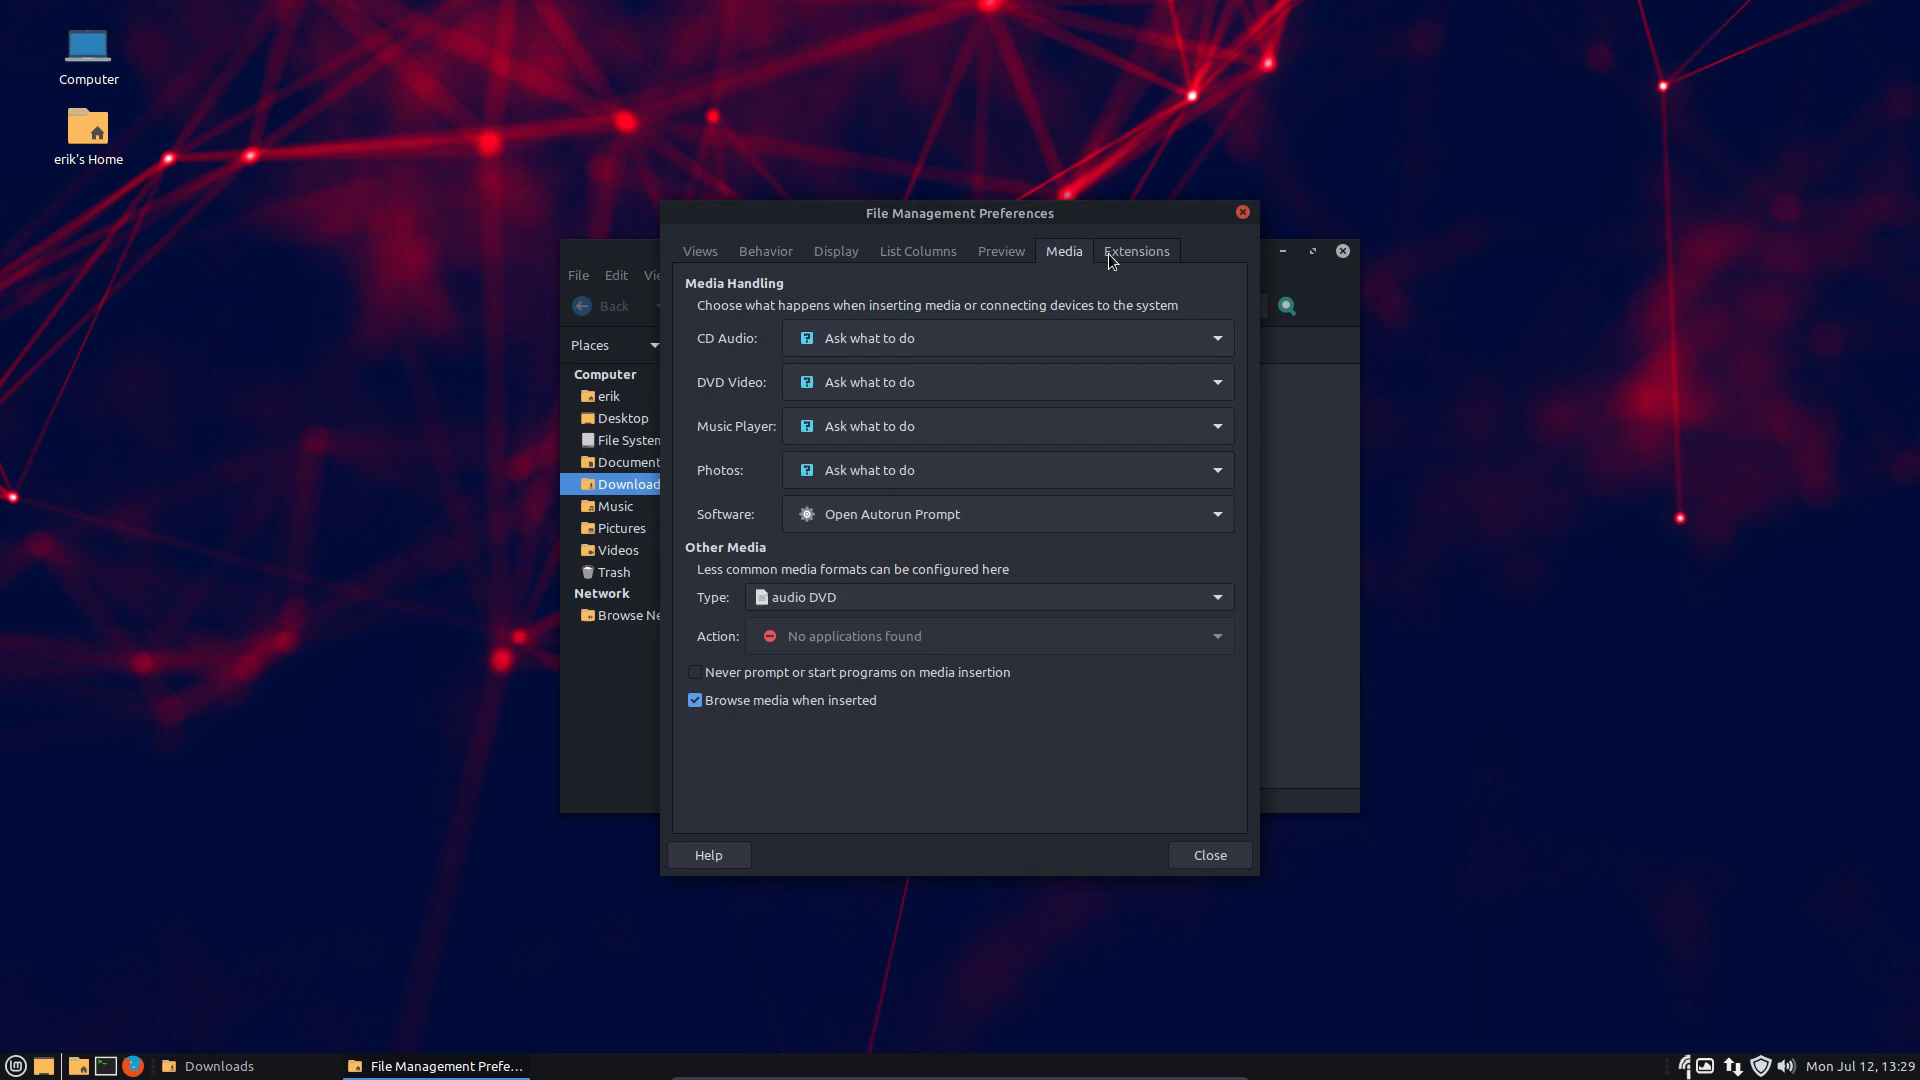 Computer
erik's Home
File Management Preferences
Views Behavior Display List Columns Preview Media Extensions
File Edit
Back
Places
Computer
erik
Desktop
Music
Pictures
Videos
Trash
Network
Browse
Media Handling
Choose what happens when inserting media or connecting devices to the system
CD Audio: Ask what to do
DVD Video: Ask what to do
Music Player: Ask what to do
Photos: Ask what to do
Software: Open Autorun Prompt
Other Media
Less common media formats can be configured here
Type: audio DVD
Action: No applications found
Never prompt or start programs on media insertion
Browse media when inserted
Help Close
Downloads
File Management Prefe...
Mon Jul 12, 13:29